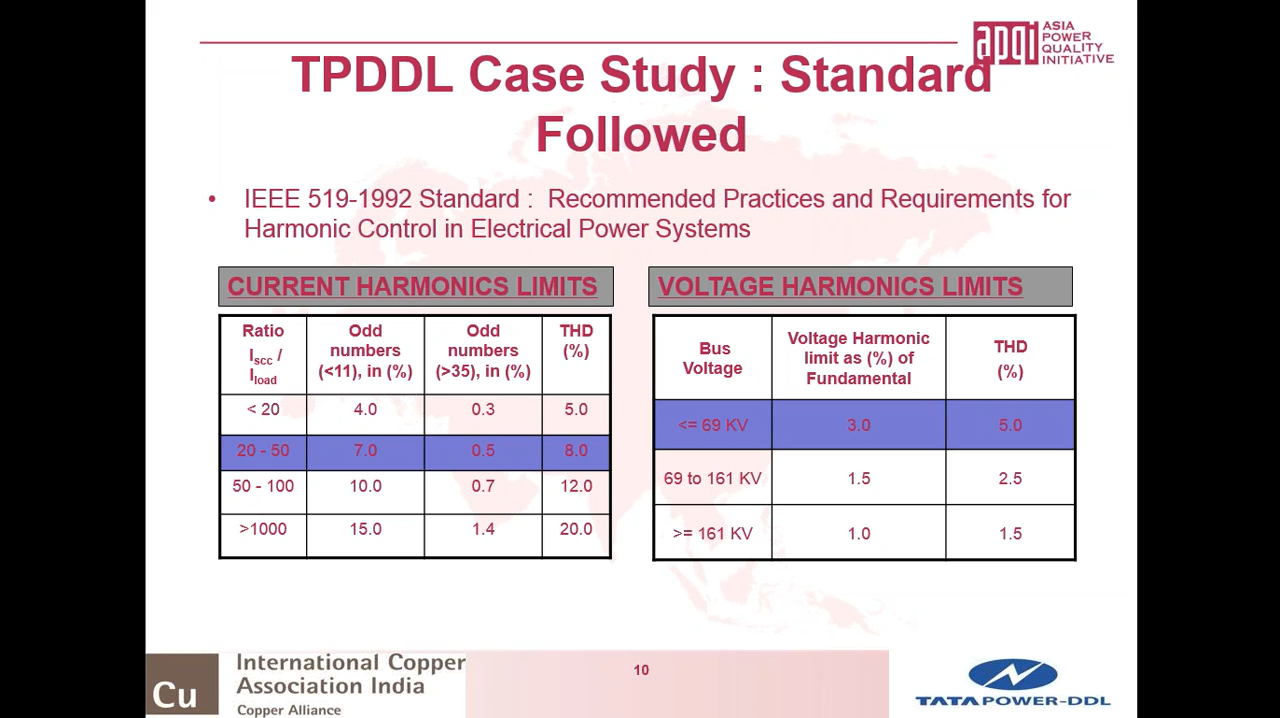 apqi ASIA
POWER
QUALITY
INITIATIVE
TPDDL Case Study : Standard
Followed
• IEEE 519-1992 Standard : Recommended Practices and Requirements for
Harmonic Control in Electrical Power Systems
CURRENT HARMONICS LIMITS
Ratio
Iscc /
Iload
Odd
numbers
(<11), in (%)
Odd
numbers
(>35), in (%)
THD
(%)
< 20 4.0 0.3 5.0
20 - 50 7.0 0.5 8.0
50 - 100 10.0 0.7 12.0
>1000 15.0 1.4 20.0
VOLTAGE HARMONICS LIMITS
Bus
Voltage
Voltage Harmonic
limit as (%) of
Fundamental
THD
(%)
<= 69 KV 3.0 5.0
69 to 161 KV 1.5 2.5
>= 161 KV 1.0 1.5
Cu
International Copper
Association India
Copper Alliance
10
TATA POWER-DDL